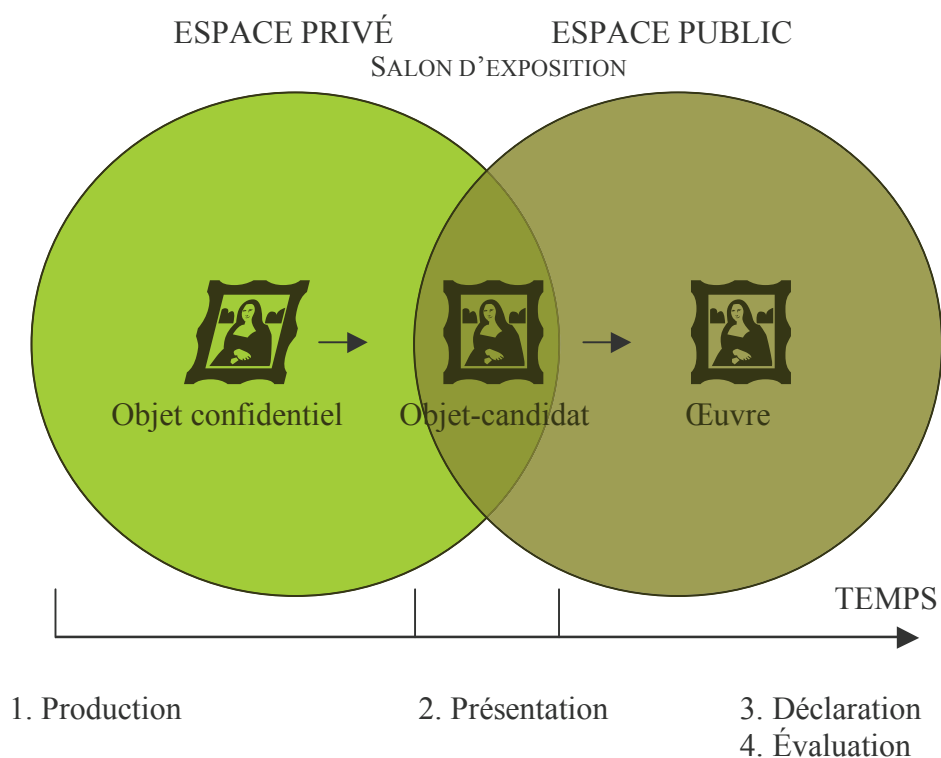 ESPACE PRIVÉ
ESPACE PUBLIC
SALON D'EXPOSITION
Objet confidentiel
Objet-candidat
Œuvre
TEMPS
1. Production
2. Présentation
3. Déclaration
4. Évaluation